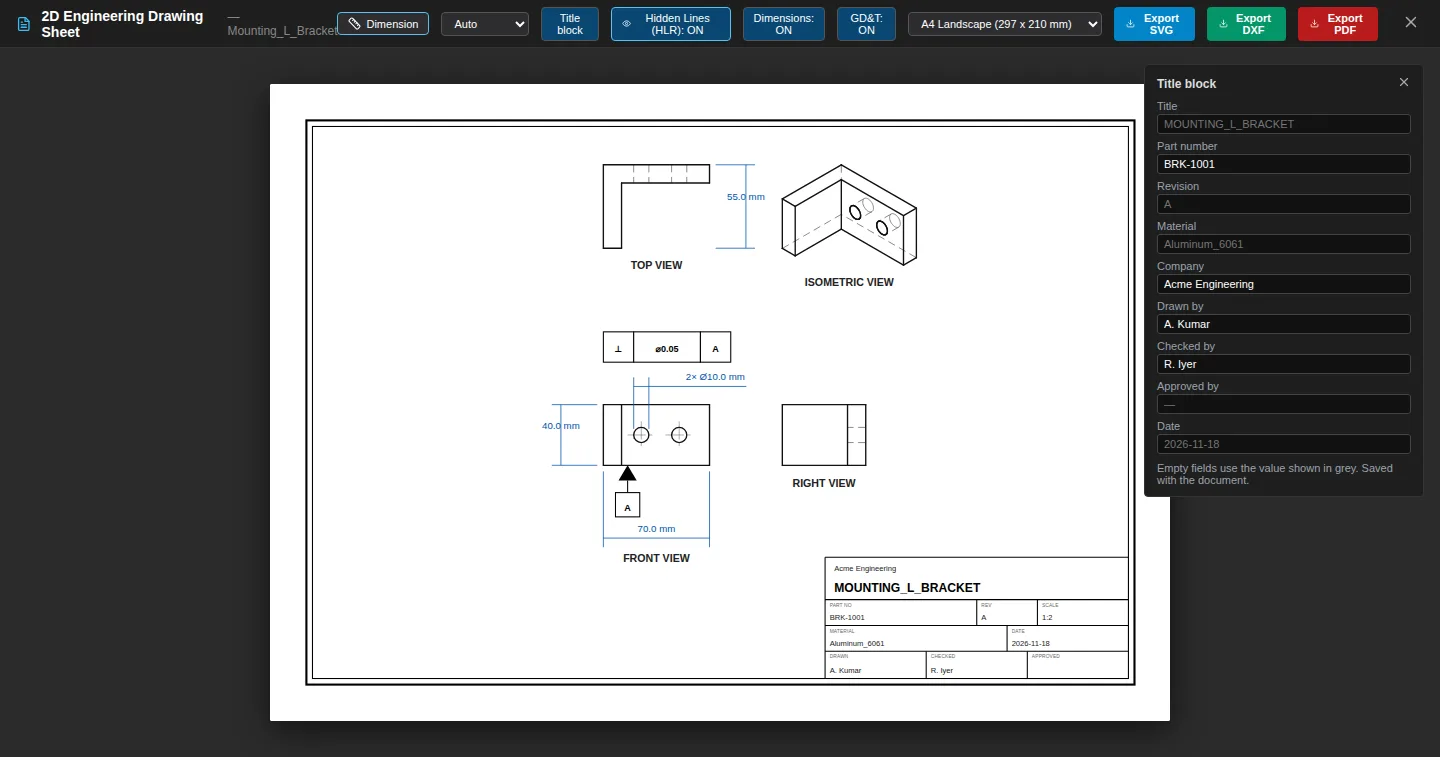 2D Engineering Drawing
Sheet
—
Mounting_L_Bracket
Dimension
Auto
Title
block
Hidden Lines
(HLR): ON
Dimensions:
ON
GD&T:
ON
A4 Landscape (297 x 210 mm)
Export
SVG
Export
DXF
Export
PDF
Title block
Title
MOUNTING_L_BRACKET
Part number
BRK-1001
Revision
A
Material
Aluminum_6061
Company
Acme Engineering
Drawn by
A. Kumar
Checked by
R. Iyer
Approved by
—
Date
2026-11-18
Empty fields use the value shown in grey. Saved
with the document.
55.0 mm
TOP VIEW
ISOMETRIC VIEW
⊥ ⌀0.05 A
2× Ø10.0 mm
40.0 mm
A
70.0 mm
FRONT VIEW
RIGHT VIEW
Acme Engineering
MOUNTING_L_BRACKET
PART NO REV SCALE
BRK-1001 A 1:2
MATERIAL DATE
Aluminum_6061 2026-11-18
DRAWN CHECKED APPROVED
A. Kumar R. Iyer